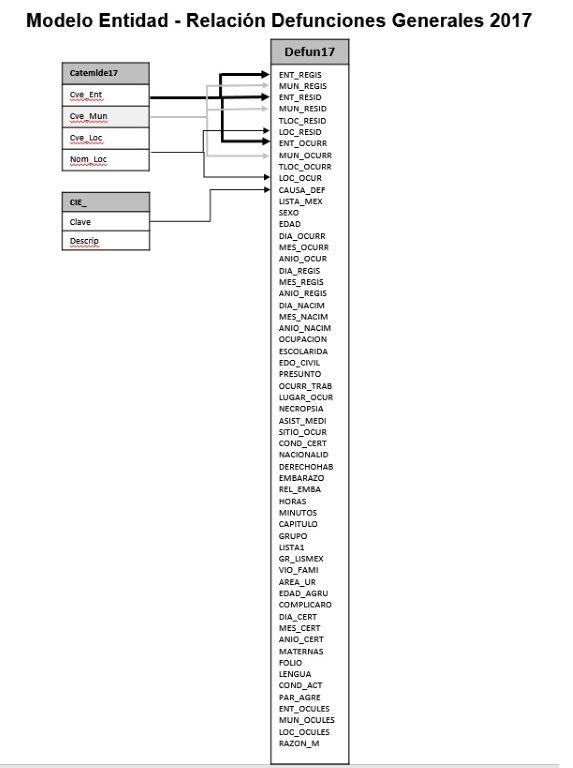 Modelo Entidad - Relación Defunciones Generales 2017
Catemlde17
Cve_Ent
Cve_Mun
Cve_Loc
Nom_Loc
CIE_
Clave
Descrip
Defun17
ENT_REGIS
MUN_REGIS
ENT_RESID
MUN_RESID
TLOC_RESID
LOC_RESID
ENT_OCURR
MUN_OCURR
TLOC_OCURR
LOC_OCUR
CAUSA_DEF
LISTA_MEX
SEXO
EDAD
DIA_OCURR
MES_OCURR
ANIO_OCUR
DIA_REGIS
MES_REGIS
ANIO_REGIS
DIA_NACIM
MES_NACIM
ANIO_NACIM
OCUPACION
ESCOLARIDA
EDO_CIVIL
PRESUNTO
OCURR_TRAB
LUGAR_OCUR
NECROPSIA
ASIST_MEDI
SITIO_OCUR
COND_CERT
NACIONALID
DERECHOHAB
EMBARAZO
REL_EMBA
HORAS
MINUTOS
CAPITULO
GRUPO
LISTA1
GR_LISMEX
VIO_FAMI
AREA_UR
EDAD_AGRU
COMPLICARO
DIA_CERT
MES_CERT
ANIO_CERT
MATERNAS
FOLIO
LENGUA
COND_ACT
PAR_AGRE
ENT_OCULES
MUN_OCULES
LOC_OCULES
RAZON_M